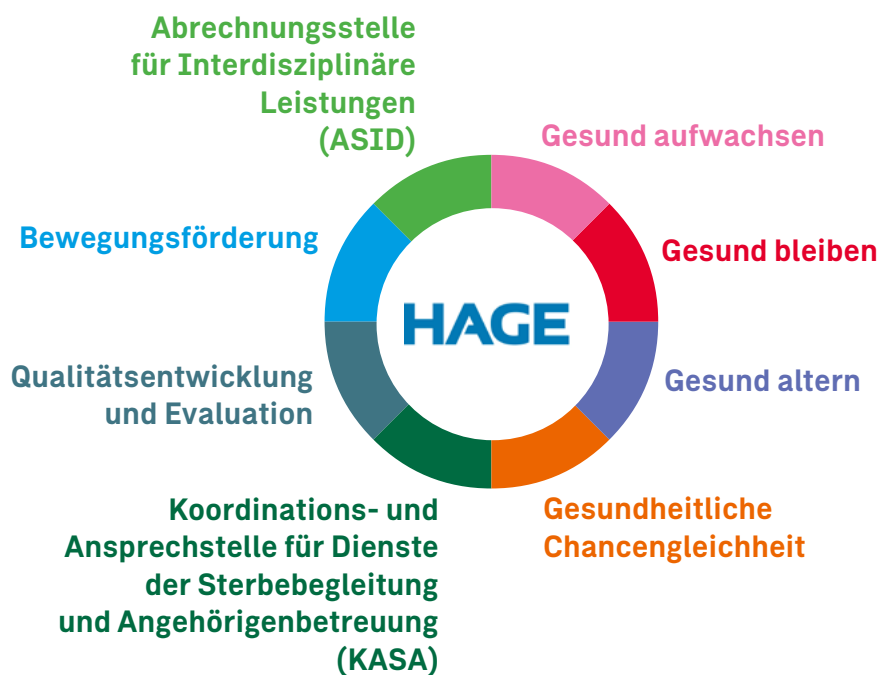 Abrechnungsstelle
für Interdisziplinäre
Leistungen
(ASID)
Gesund aufwachsen
Bewegungsförderung
Gesund bleiben
HAGE
Qualitätsentwicklung
und Evaluation
Gesund altern
Koordinations- und
Ansprechstelle für Dienste
der Sterbebegleitung
und Angehörigenbetreuung
(KASA)
Gesundheitliche
Chancengleichheit